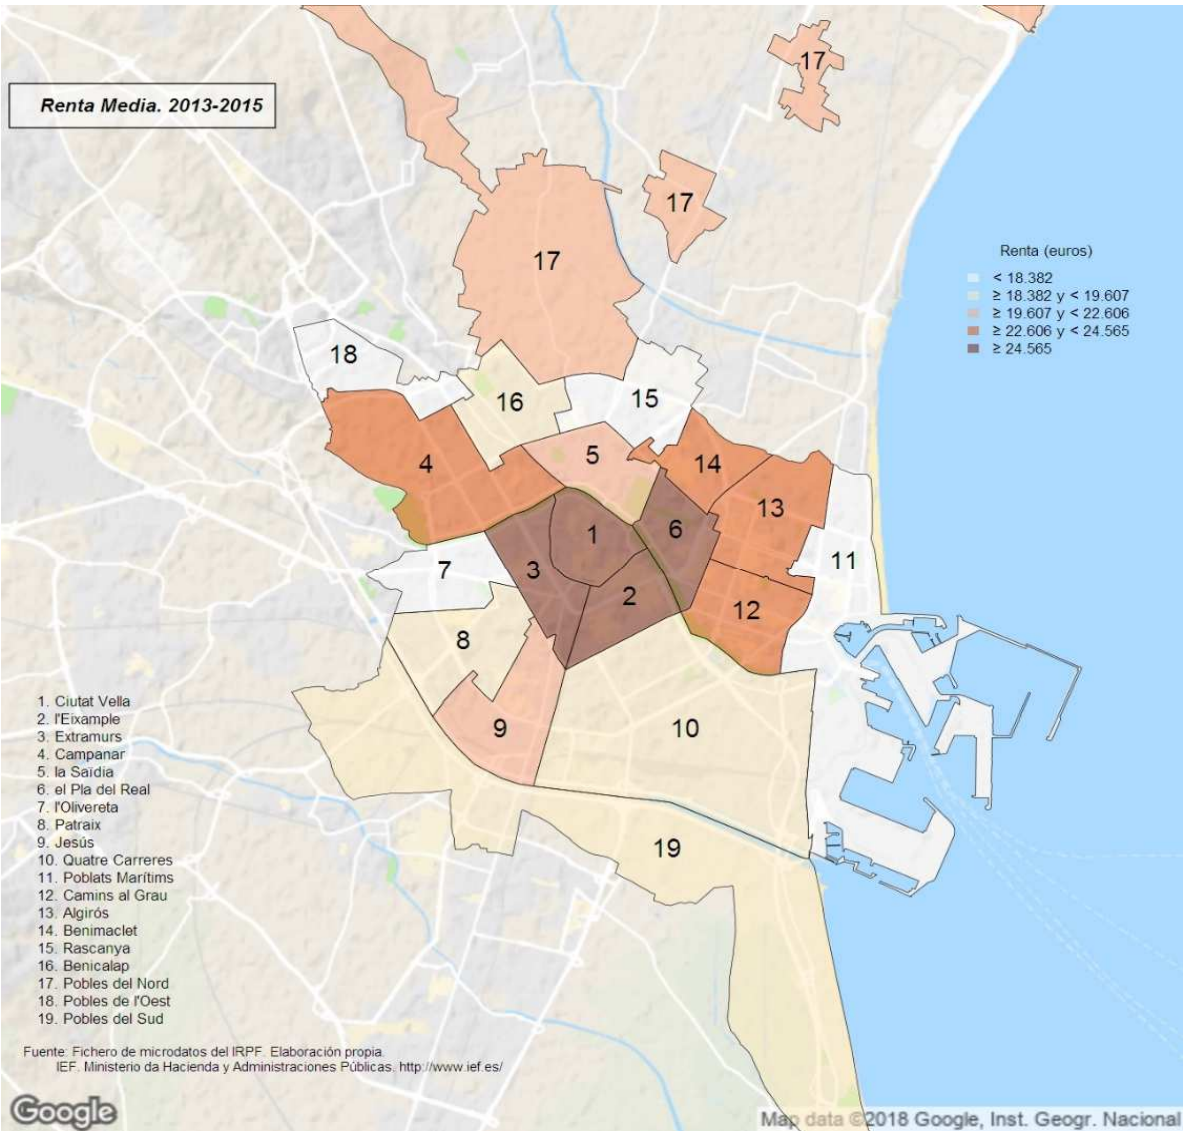 Renta Media. 2013-2015
17
17
17
Renta (euros)
< 18.382
≥ 18.382 y < 19.607
≥ 19.607 y < 22.606
≥ 22.606 y < 24.565
≥ 24.565
18
16
15
5
4
14
13
6
1
11
7
3
2
12
8
9
10
19
1. Ciutat Vella
2. l'Eixample
3. Extramurs
4. Campanar
5. la Saïdia
6. el Pla del Real
7. l'Olivereta
8. Patraix
9. Jesús
10. Quatre Carreres
11. Poblats Marítims
12. Camins al Grau
13. Algirós
14. Benimaclet
15. Rascanya
16. Benicalap
17. Pobles del Nord
18. Pobles de l'Oest
19. Pobles del Sud
Fuente: Fichero de microdatos del IRPF. Elaboración propia.
IEF. Ministerio da Hacienda y Administraciones Públicas. http://www.ief.es/
Google
Map data ©2018 Google, Inst. Geogr. Nacional